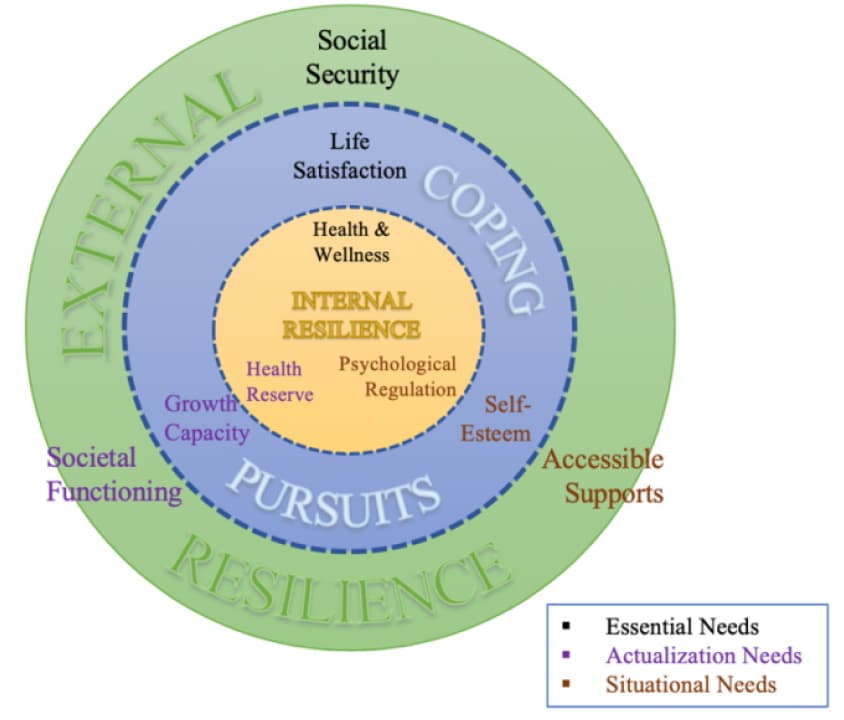 Social
Security
EXTERNAL
Life
Satisfaction
COPING
Health &
Wellness
INTERNAL
RESILIENCE
Health
Reserve
Psychological
Regulation
Growth
Capacity
Self-
Esteem
Societal
Functioning
Accessible
Supports
PURSUITS
RESILIENCE
▪ Essential Needs
▪ Actualization Needs
▪ Situational Needs